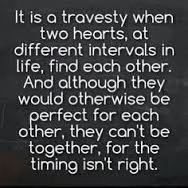 It is a travesty when
two hearts, at
different intervals in
life, find each other.
And although they
would otherwise be
perfect for each
other, they can't be
together, for the
timing isn't right.